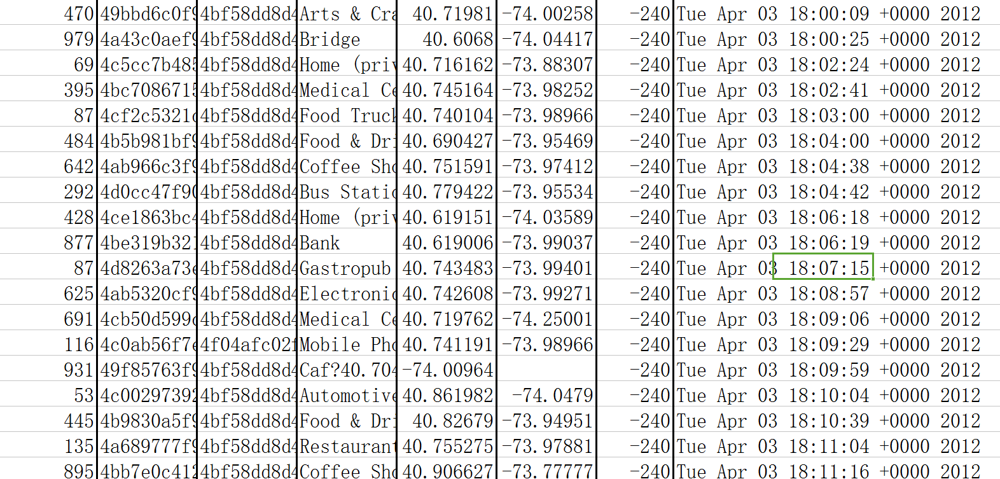 470 49bbd6c0f9 4bf58dd8d4 Arts & Cra 40.71981 -74.00258 -240 Tue Apr 03 18:00:09 +0000 2012
979 4a43c0aef9 4bf58dd8d4 Bridge 40.6068 -74.04417 -240 Tue Apr 03 18:00:25 +0000 2012
69 4c5cc7b485 4bf58dd8d4 Home (priv 40.716162 -73.88307 -240 Tue Apr 03 18:02:24 +0000 2012
395 4bc7086715 4bf58dd8d4 Medical Ce 40.745164 -73.98252 -240 Tue Apr 03 18:02:41 +0000 2012
87 4cf2c5321d 4bf58dd8d4 Food Truck 40.740104 -73.98966 -240 Tue Apr 03 18:03:00 +0000 2012
484 4b5b981bf9 4bf58dd8d4 Food & Dri 40.690427 -73.95469 -240 Tue Apr 03 18:04:00 +0000 2012
642 4ab966c3f9 4bf58dd8d4 Coffee Sho 40.751591 -73.97412 -240 Tue Apr 03 18:04:38 +0000 2012
292 4d0cc47f90 4bf58dd8d4 Bus Static 40.779422 -73.95534 -240 Tue Apr 03 18:04:42 +0000 2012
428 4ce1863bc4 4bf58dd8d4 Home (priv 40.619151 -74.03589 -240 Tue Apr 03 18:06:18 +0000 2012
877 4be319b321 4bf58dd8d4 Bank 40.619006 -73.99037 -240 Tue Apr 03 18:06:19 +0000 2012
87 4d8263a73e 4bf58dd8d4 Gastropub 40.743483 -73.99401 -240 Tue Apr 03 18:07:15 +0000 2012
625 4ab5320cf9 4bf58dd8d4 Electronic 40.742608 -73.99271 -240 Tue Apr 03 18:08:57 +0000 2012
691 4cb50d599c 4bf58dd8d4 Medical Ce 40.719762 -74.25001 -240 Tue Apr 03 18:09:06 +0000 2012
116 4c0ab56f7e 4f04afc02f Mobile Pho 40.741191 -73.98966 -240 Tue Apr 03 18:09:29 +0000 2012
931 49f85763f9 4bf58dd8d4 Caf?40.704 -74.00964 -240 Tue Apr 03 18:09:59 +0000 2012
53 4c00297392 4bf58dd8d4 Automotive 40.861982 -74.0479 -240 Tue Apr 03 18:10:04 +0000 2012
445 4b9830a5f9 4bf58dd8d4 Food & Dri 40.82679 -73.94951 -240 Tue Apr 03 18:10:39 +0000 2012
135 4a689777f9 4bf58dd8d4 Restaurant 40.755275 -73.97881 -240 Tue Apr 03 18:11:04 +0000 2012
895 4bb7e0c412 4bf58dd8d4 Coffee Sho 40.906627 -73.77777 -240 Tue Apr 03 18:11:16 +0000 2012